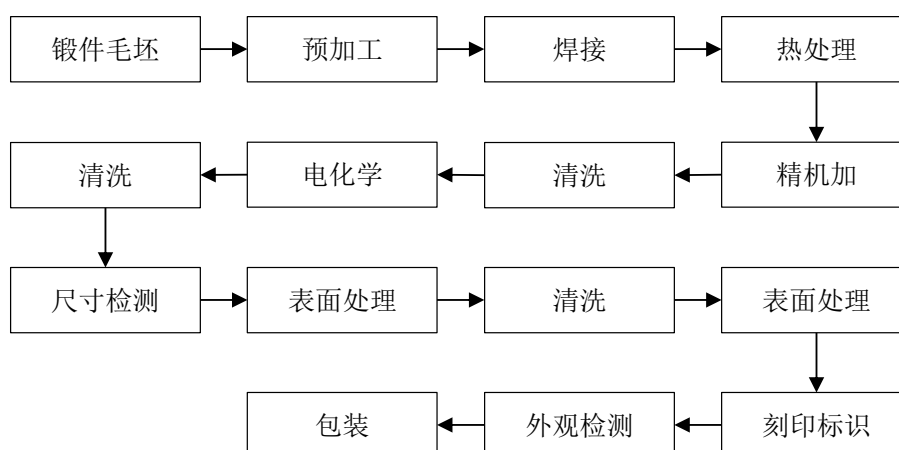 锻件毛坯
预加工
焊接
热处理
清洗
电化学
清洗
精机加
尺寸检测
表面处理
清洗
表面处理
包装
外观检测
刻印标识